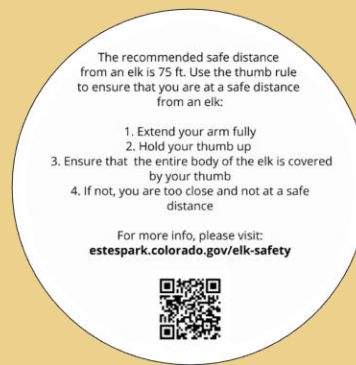 The recommended safe distance
from an elk is 75 ft. Use the thumb rule
to ensure that you are at a safe distance
from an elk:
1. Extend your arm fully
2. Hold your thumb up
3. Ensure that the entire body of the elk is covered
by your thumb
4. If not, you are too close and not at a safe
distance
For more info, please visit:
estespark.colorado.gov/elk-safety